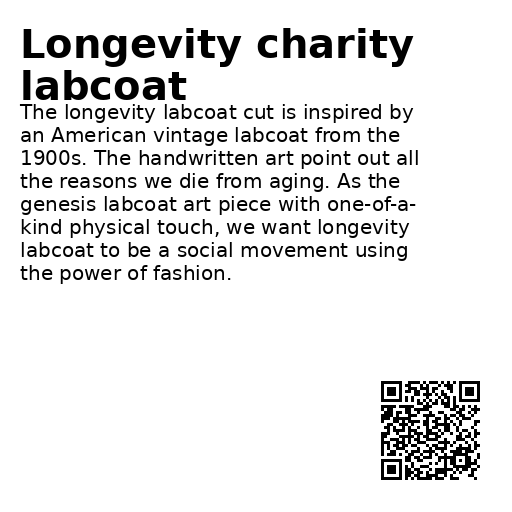 Longevity charity
labcoat
The longevity labcoat cut is inspired by
an American vintage labcoat from the
1900s. The handwritten art point out all
the reasons we die from aging. As the
genesis labcoat art piece with one-of-a-
kind physical touch, we want longevity
labcoat to be a social movement using
the power of fashion.